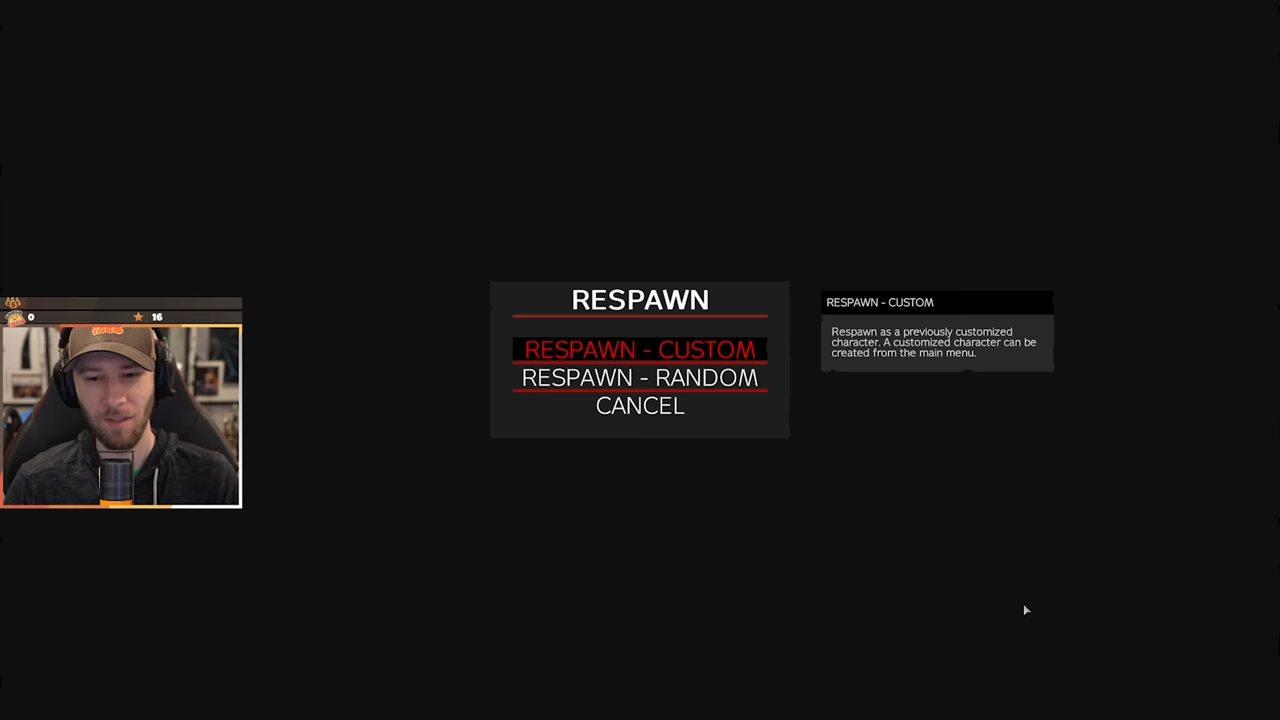 0
16
RESPAWN
RESPAWN - CUSTOM
RESPAWN - RANDOM
CANCEL
RESPAWN - CUSTOM
Respawn as a previously customized
character. A customized character can be
created from the main menu.